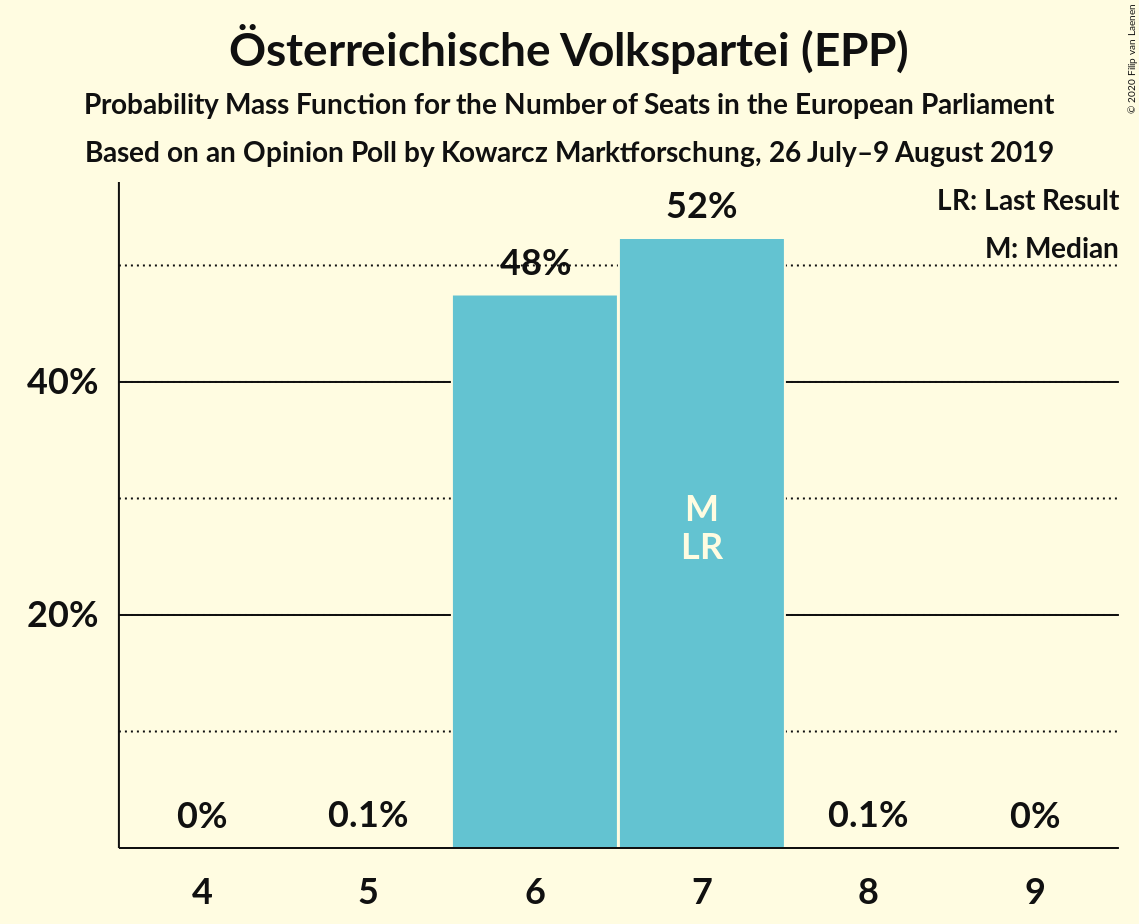 Österreichische Volkspartei (EPP)
Probability Mass Function for the Number of Seats in the European Parliament
Based on an Opinion Poll by Kowarcz Marktforschung, 26 July–9 August 2019
© 2020 Filip van Laenen
LR: Last Result
M: Median
52%
48%
40%
20%
M
LR
0%
0.1%
0.1%
0%
4
5
6
7
8
9